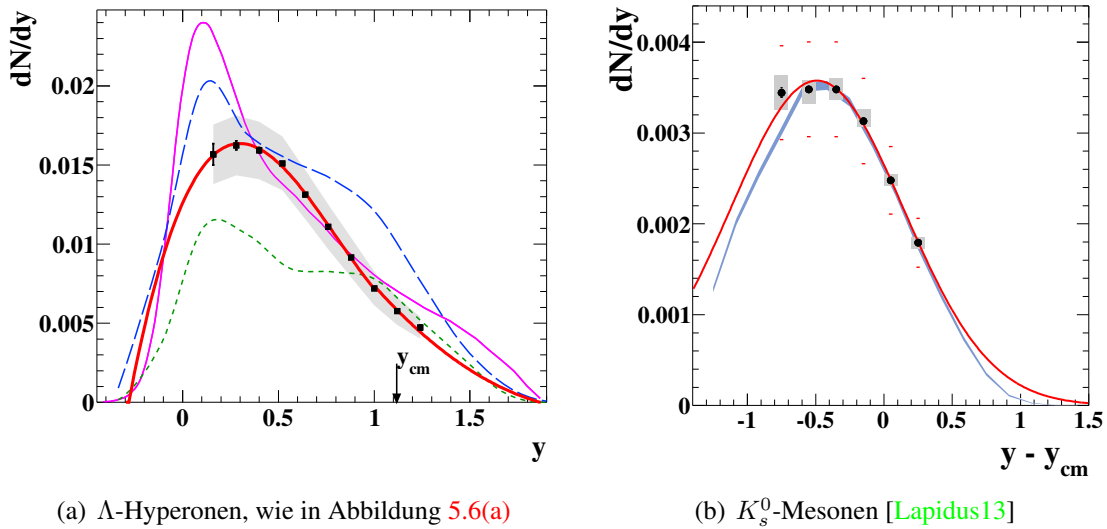 dN/dy
0.02
0.015
0.01
0.005
0
0 0.5 1 1.5
y_cm
y
dN/dy
0.004
0.003
0.002
0.001
0
-1 -0.5 0 0.5 1 1.5
y - y_cm
(a) Λ-Hyperonen, wie in Abbildung 5.6(a)
(b) K_s^0-Mesonen [Lapidus13]